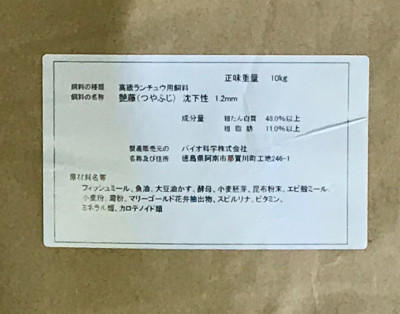 正味重量 10kg
飼料の種類 高級ランチュウ用飼料
飼料の名称 艶藤(つやふじ) 沈下性 1.2mm
成分量 粗たん白質 48.0%以上
粗脂肪 11.0%以上
製造販売元の バイオ科学株式会社
名称及び住所 徳島県阿南市那賀川町工地246-1
原材料名等
フィッシュミール、魚油、大豆油かす、酵母、小麦胚芽、昆布粉末、エビ殻ミール、
小麦粉、澱粉、マリーゴールド花弁抽出物、スピルリナ、ビタミン、
ミネラル類、カロテノイド類